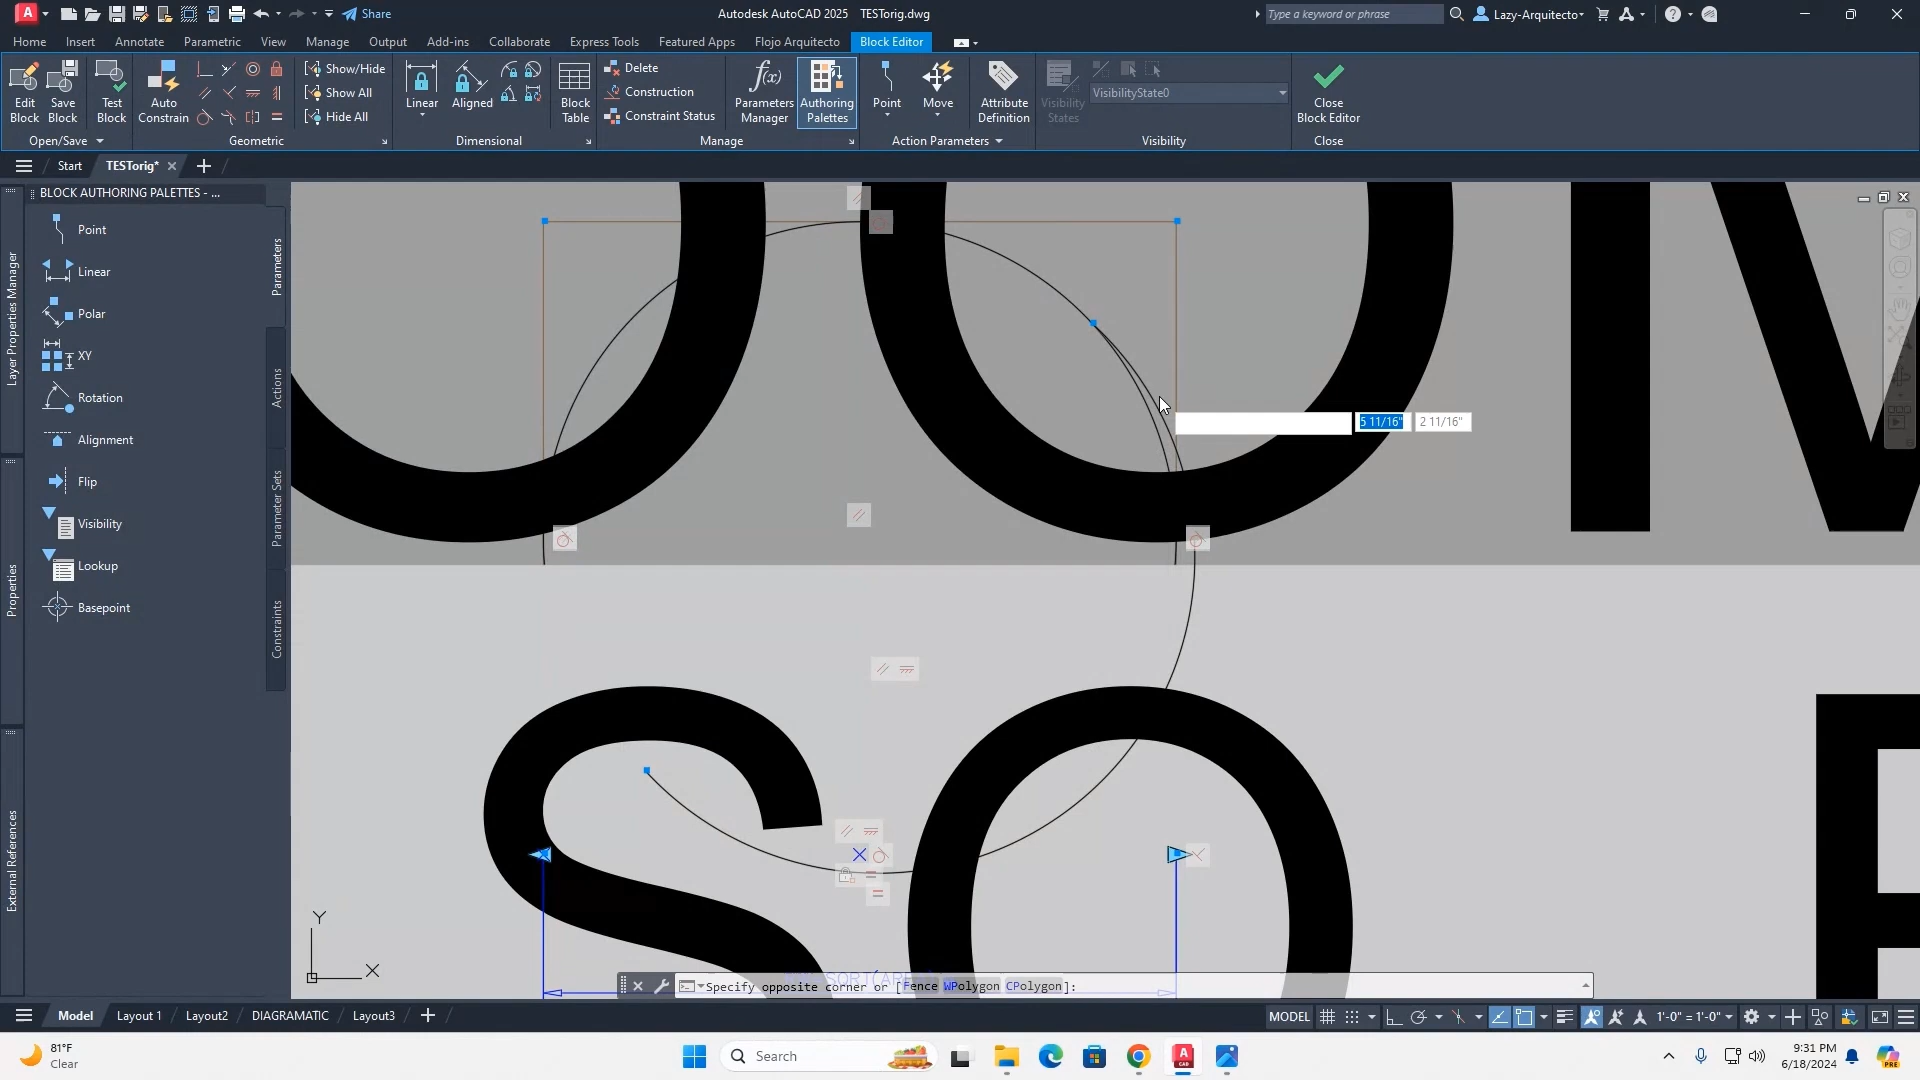 Share
Autodesk AutoCAD 2025 TESTorig.dwg
Type a keyword or phrase
Lazy-Arquitecto
Home Insert Annotate Parametric View Manage Output Add-ins Collaborate Express Tools Featured Apps Flojo Arquitecto Block Editor
Edit Block
Save Block
Test Block
Auto Constrain
Show/Hide
Show All
Hide All
Linear
Aligned
Block Table
Delete
Construction
Constraint Status
Parameters Manager
Authoring Palettes
Point
Move
Attribute Definition
Visibility States
VisibilityState0
Close Block Editor
Open/Save Geometric Dimensional Manage Action Parameters Visibility Close
Start TESTorig*
BLOCK AUTHORING PALETTES - ...
Point
Linear
Polar
XY
Rotation
Alignment
Flip
Visibility
Lookup
Basepoint
Parameters
Actions
Parameter Sets
Constraints
Layer Properties Manager
Properties
External References
5 11/16" 2 11/16"
SO
Y
X
Specify opposite corner or [Fence WPolygon CPolygon]:
Model Layout 1 Layout2 DIAGRAMATIC Layout3
MODEL
1'-0" = 1'-0"
81°F
Clear
Search
9:31 PM
6/18/2024